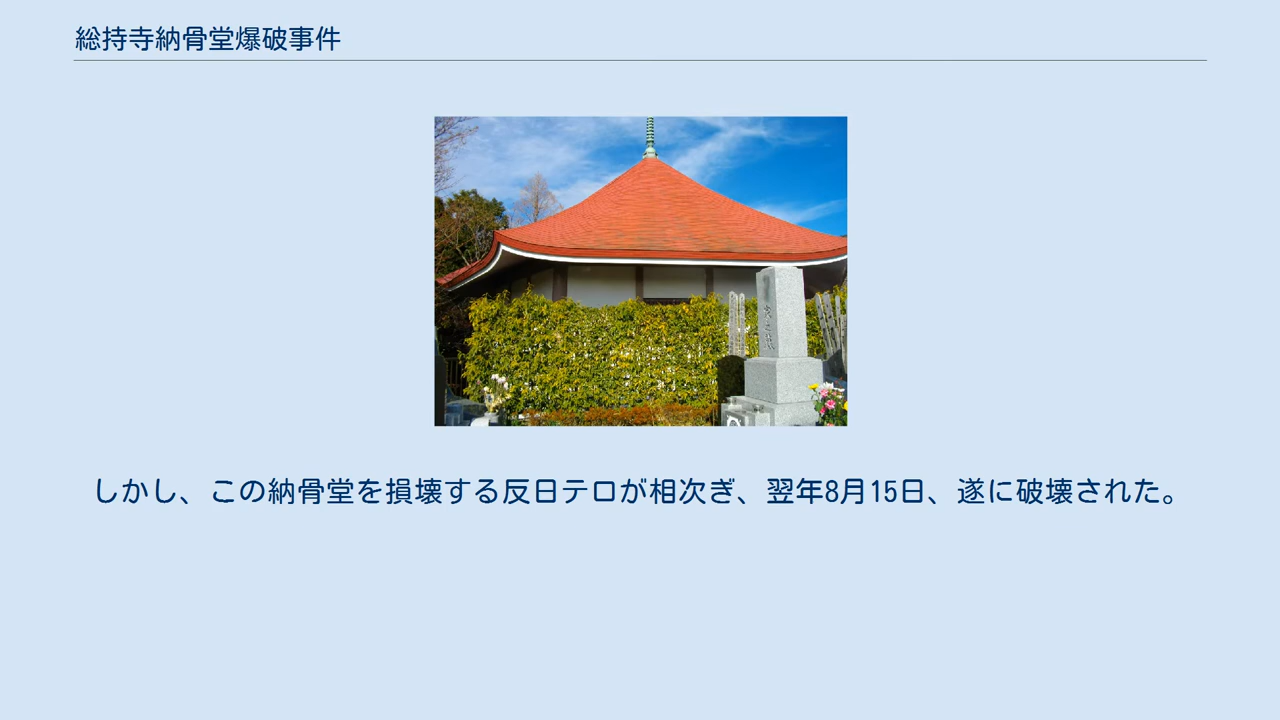 総持寺納骨堂爆破事件
しかし、この納骨堂を損壊する反日テロが相次ぎ、翌年8月15日、遂に破壊された。